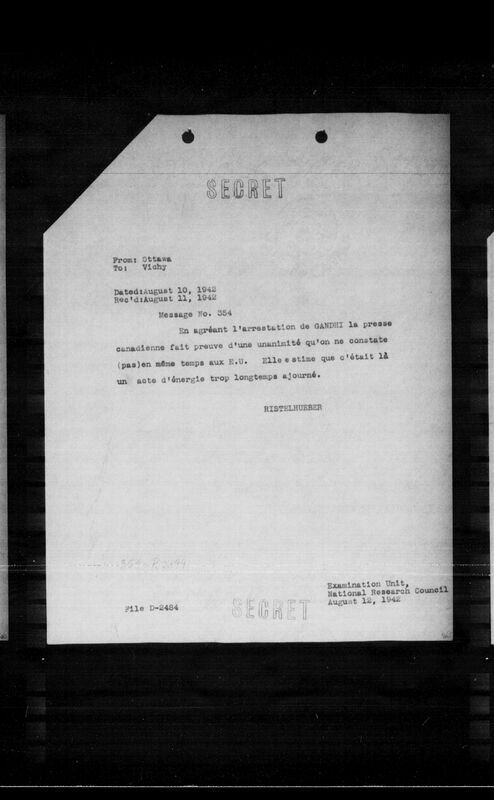 SECRET
From: Ottawa
To: Vichy
Dated:August 10, 1942
Rec'd:August 11, 1942
Message No. 354
En agréant l'arrestation de GANDHI la presse
canadienne fait preuve d'une unanimité qu'on ne constate
(pas)en même temps aux E.U. Elle estime que c'était là
un acte d'énergie trop longtemps ajourné.
RISTELHUEBER
Examination Unit,
National Research Council
August 12, 1942
File D-2484
SECRET